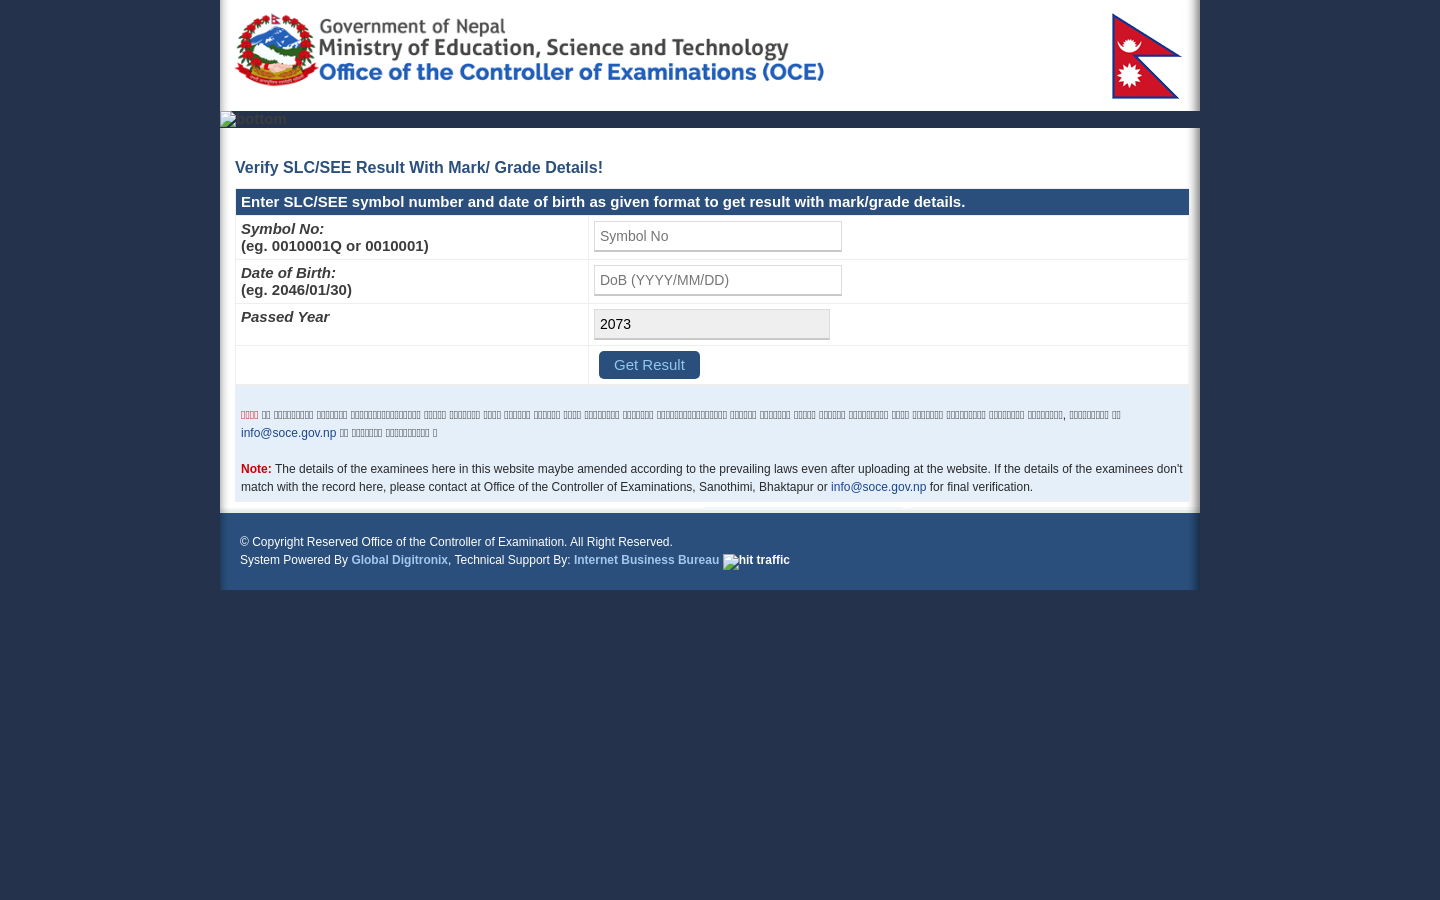 Government of Nepal
Ministry of Education, Science and Technology
Office of the Controller of Examinations (OCE)
bottom
Verify SLC/SEE Result With Mark/ Grade Details!
Enter SLC/SEE symbol number and date of birth as given format to get result with mark/grade details.
Symbol No:
(eg. 0010001Q or 0010001)
Symbol No
Date of Birth:
(eg. 2046/01/30)
DoB (YYYY/MM/DD)
Passed Year
2073
Get Result
info@soce.gov.np
Note: The details of the examinees here in this website maybe amended according to the prevailing laws even after uploading at the website. If the details of the examinees don't
match with the record here, please contact at Office of the Controller of Examinations, Sanothimi, Bhaktapur or info@soce.gov.np for final verification.
© Copyright Reserved Office of the Controller of Examination. All Right Reserved.
System Powered By Global Digitronix, Technical Support By: Internet Business Bureau hit traffic